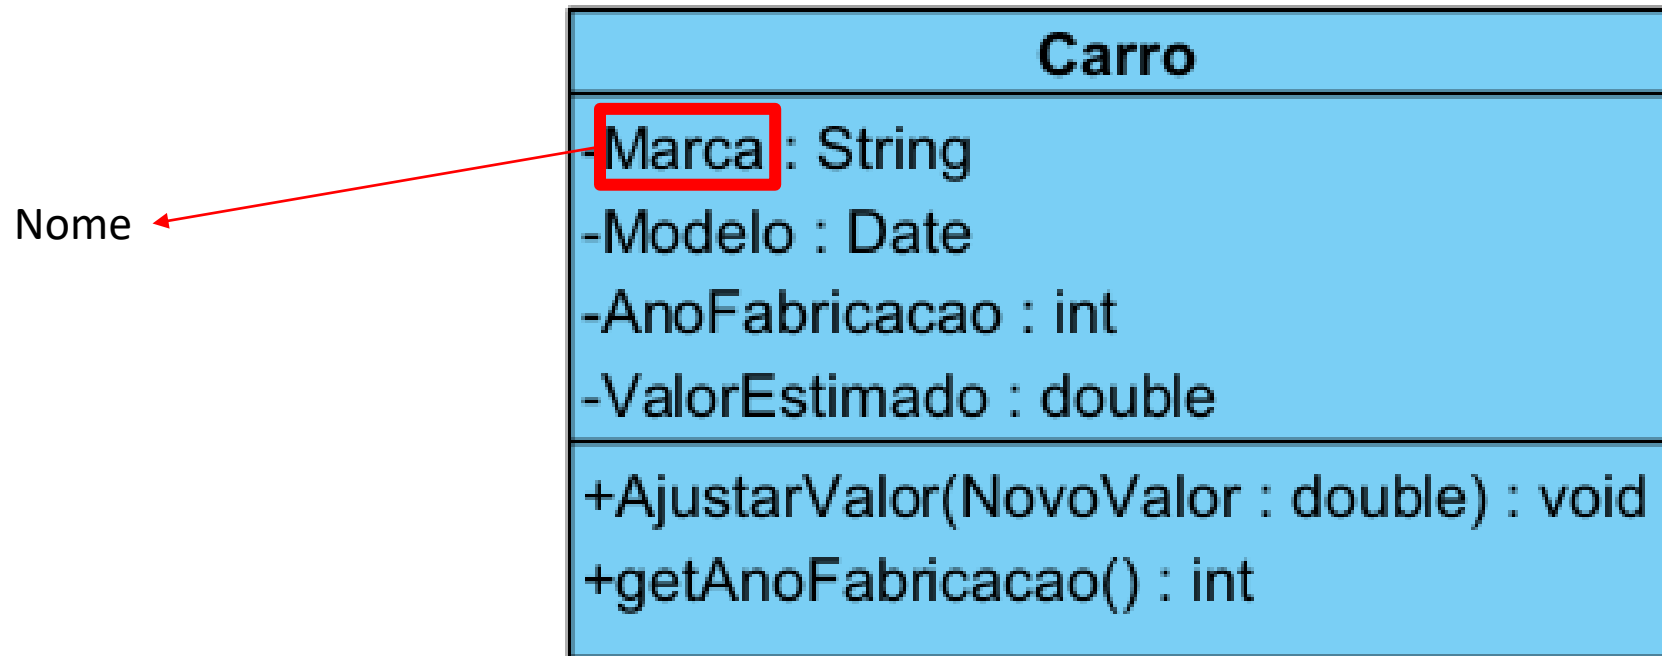 Carro
-Marca : String
Nome
-Modelo : Date
-AnoFabricacao : int
-ValorEstimado : double
+AjustarValor(NovoValor : double) : void
+getAnoFabricacao() : int